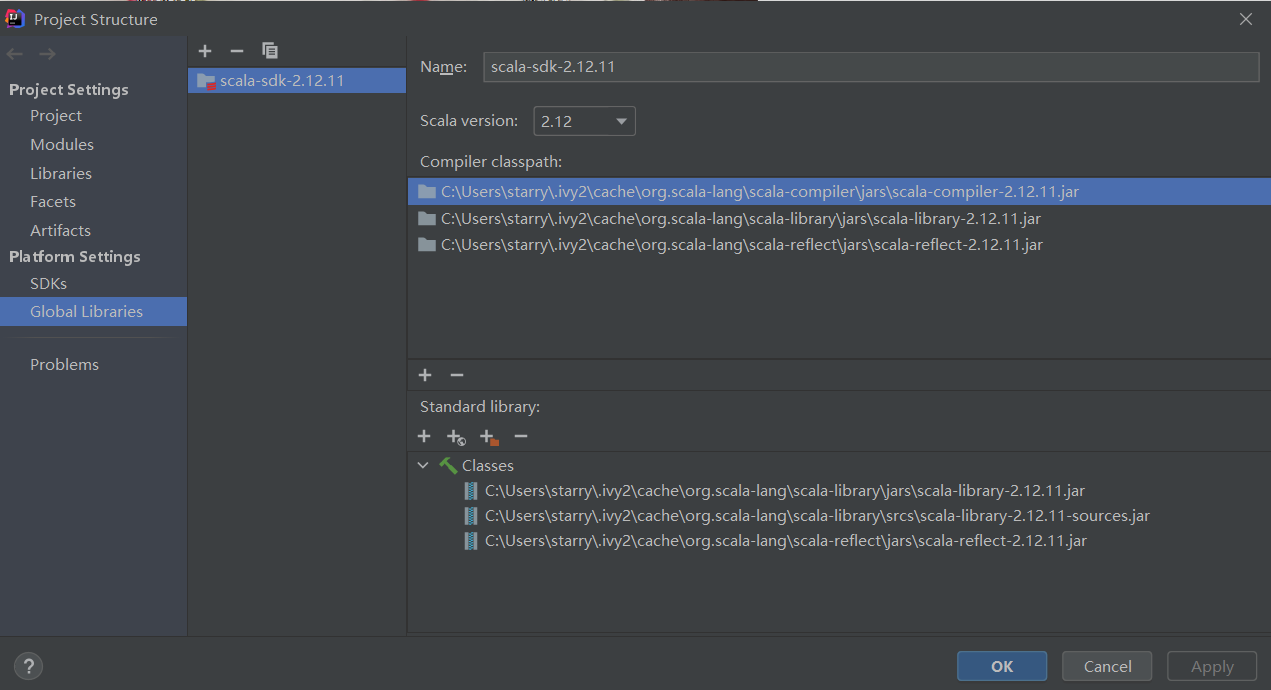 Project Structure
Project Settings
Project
Modules
Libraries
Facets
Artifacts
Platform Settings
SDKs
Global Libraries
Problems
scala-sdk-2.12.11
Name: scala-sdk-2.12.11
Scala version: 2.12
Compiler classpath:
C:\Users\starry\.ivy2\cache\org.scala-lang\scala-compiler\jars\scala-compiler-2.12.11.jar
C:\Users\starry\.ivy2\cache\org.scala-lang\scala-library\jars\scala-library-2.12.11.jar
C:\Users\starry\.ivy2\cache\org.scala-lang\scala-reflect\jars\scala-reflect-2.12.11.jar
Standard library:
Classes
C:\Users\starry\.ivy2\cache\org.scala-lang\scala-library\jars\scala-library-2.12.11.jar
C:\Users\starry\.ivy2\cache\org.scala-lang\scala-library\srcs\scala-library-2.12.11-sources.jar
C:\Users\starry\.ivy2\cache\org.scala-lang\scala-reflect\jars\scala-reflect-2.12.11.jar
? OK Cancel Apply